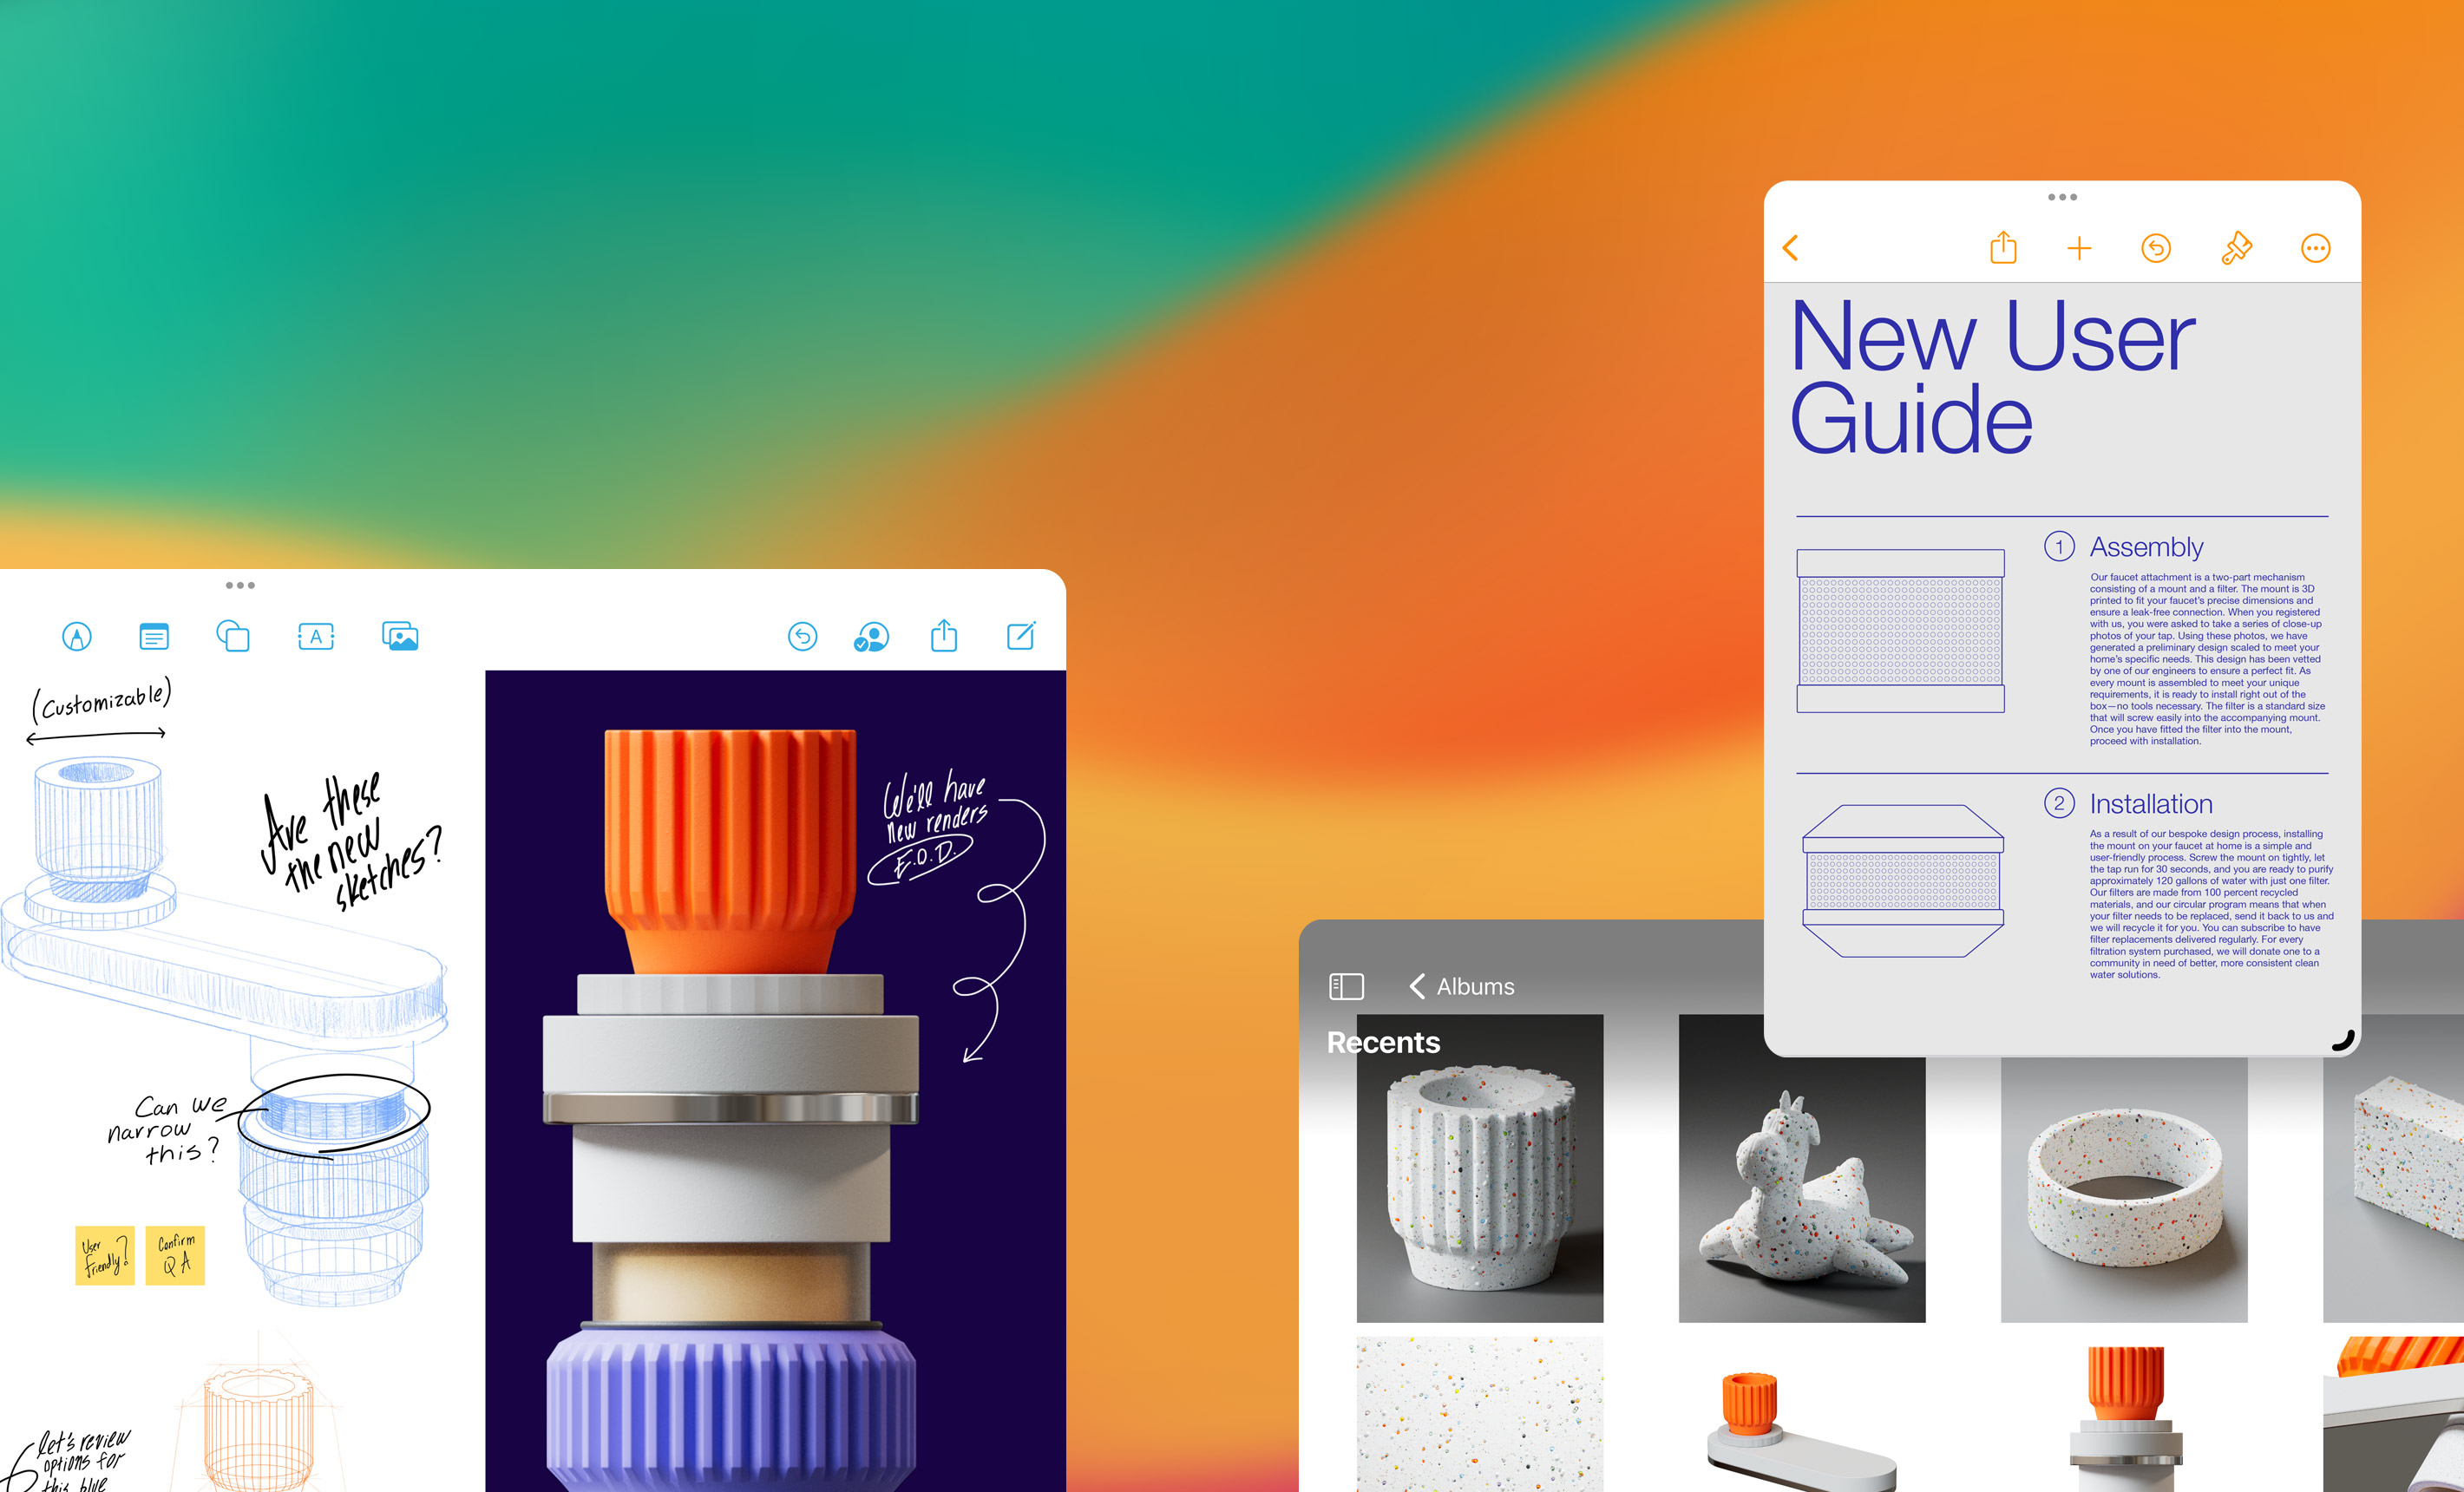 (Customizable)
Are these
the new
sketches?
Can we
narrow
this?
User
friendly?
Confirm
QA
let's review
options for
this blue
We'll have
new renders
E.O.D.
A
New User
Guide
1 Assembly
Our faucet attachment is a two-part mechanism
consisting of a mount and a filter. The mount is 3D
printed to fit your faucet's precise dimensions and
ensure a leak-free connection. When you registered
with us, you were asked to take a series of close-up
photos of your tap. Using these photos, we have
generated a preliminary design scaled to meet your
home's specific needs. This design has been vetted
by one of our engineers to ensure a perfect fit. As
every mount is assembled to meet your unique
requirements, it is ready to install right out of the
box—no tools necessary. The filter is a standard size
that will screw easily into the accompanying mount.
Once you have fitted the filter into the mount,
proceed with installation.
2 Installation
As a result of our bespoke design process, installing
the mount on your faucet at home is a simple and
user-friendly process. Screw the mount on tightly, let
the tap run for 30 seconds, and you are ready to purify
approximately 120 gallons of water with just one filter.
Our filters are made from 100 percent recycled
materials, and our circular program means that when
your filter needs to be replaced, send it back to us and
we will recycle it for you. You can subscribe to have
filter replacements delivered regularly. For every
filtration system purchased, we will donate one to a
community in need of better, more consistent clean
water solutions.
Albums
Recents